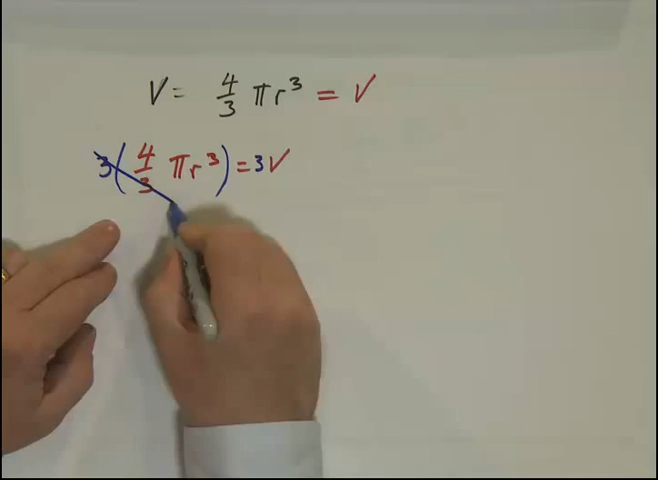 V = 4/3 πr³ = V
3(4/3 πr³) = 3V